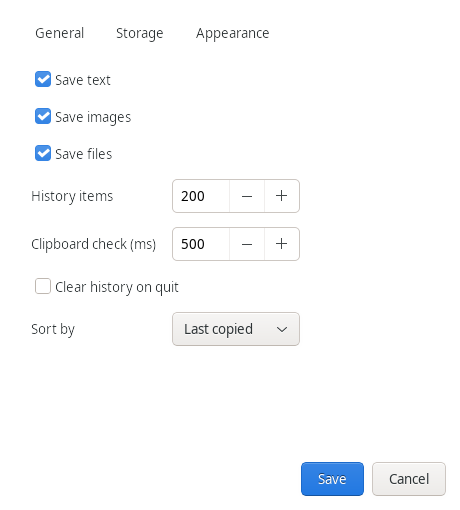 General Storage Appearance
Save text
Save images
Save files
History items 200
Clipboard check (ms) 500
Clear history on quit
Sort by Last copied
Save Cancel